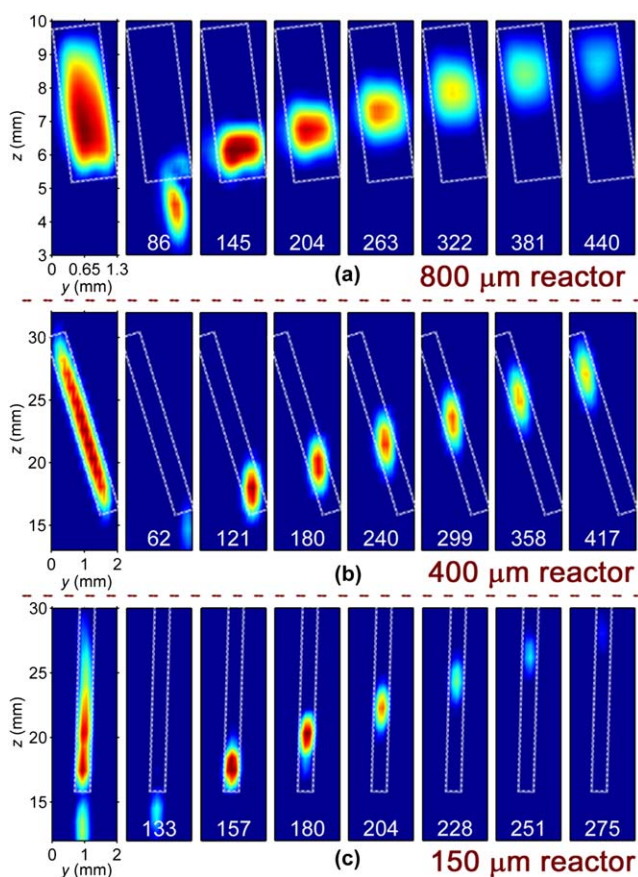 10
9
8
z (mm)
7
6
5
4
3
0 0.65 1.3
y (mm)
86 145 204 263 322 381 440
(a)
800 μm reactor
30
25
z (mm)
20
15
0 1 2
y (mm)
62 121 180 240 299 358 417
(b)
400 μm reactor
30
25
z (mm)
20
15
0 1 2
y (mm)
133 157 180 204 228 251 275
(c)
150 μm reactor